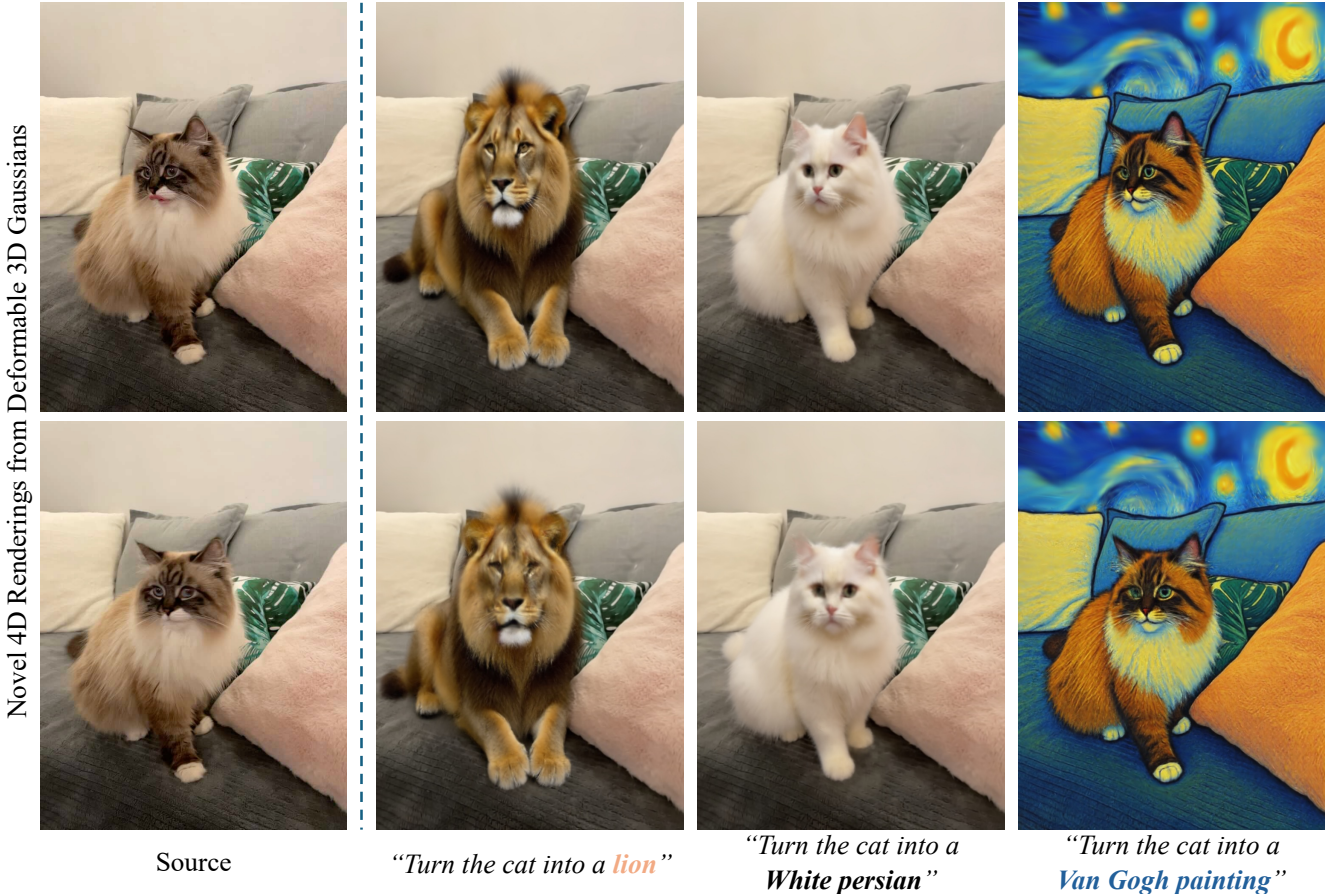 Novel 4D Renderings from Deformable 3D Gaussians
Source
“Turn the cat into a lion”
“Turn the cat into a
White persian”
“Turn the cat into a
Van Gogh painting”